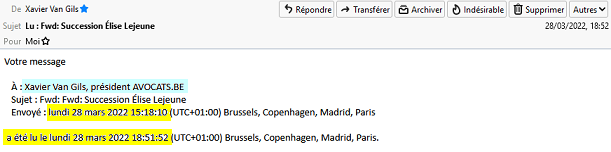 De Xavier Van Gils
Répondre Transférer Archiver Indésirable Supprimer Autres
Sujet Lu : Fwd: Succession Élise Lejeune
28/03/2022, 18:52
Pour Moi
Votre message
À : Xavier Van Gils, président AVOCATS.BE
Sujet : Fwd: Fwd: Succession Élise Lejeune
Envoyé : lundi 28 mars 2022 15:18:10 (UTC+01:00) Brussels, Copenhagen, Madrid, Paris
a été lu le lundi 28 mars 2022 18:51:52 (UTC+01:00) Brussels, Copenhagen, Madrid, Paris.